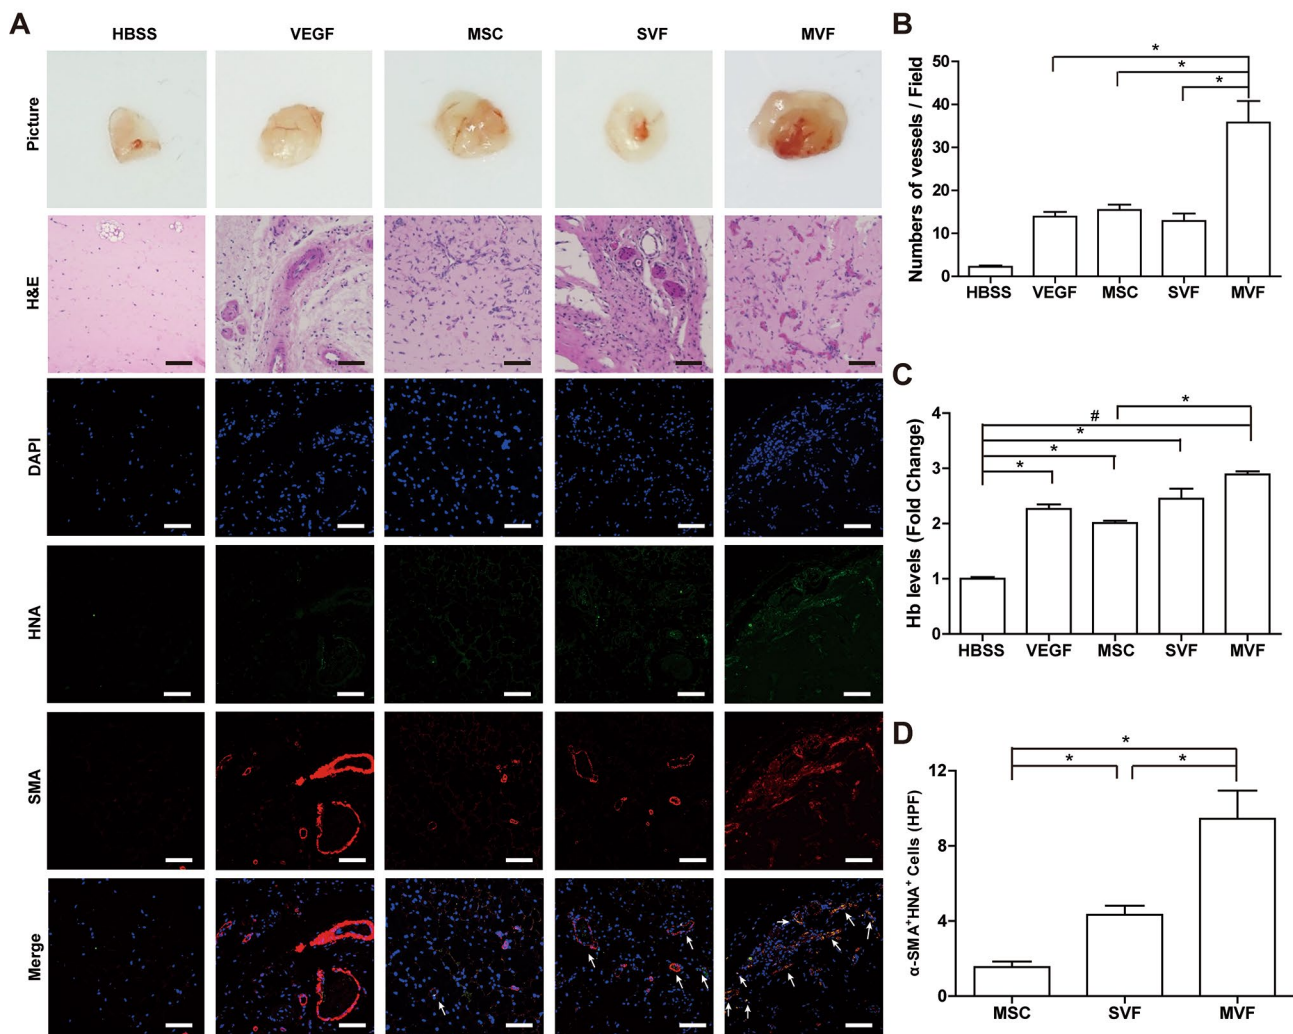 A
HBSS VEGF MSC SVF MVF
Picture
H&E
DAPI
HNA
SMA
Merge
B
Numbers of vessels / Field
50
40
30
20
10
0
* 
*
*
HBSS VEGF MSC SVF MVF
C
Hb levels (Fold Change)
4
3
2
1
0
*
#
*
*
*
HBSS VEGF MSC SVF MVF
D
α-SMA⁺HNA⁺ Cells (HPF)
12
8
4
0
*
* *
MSC SVF MVF